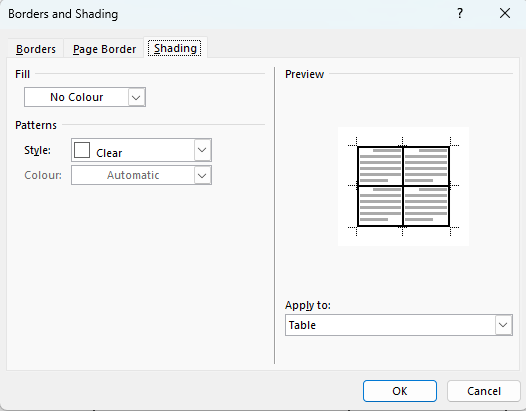 Borders and Shading
?
Borders Page Border Shading
Fill
No Colour
Patterns
Style: Clear
Colour: Automatic
Preview
Apply to:
Table
OK Cancel